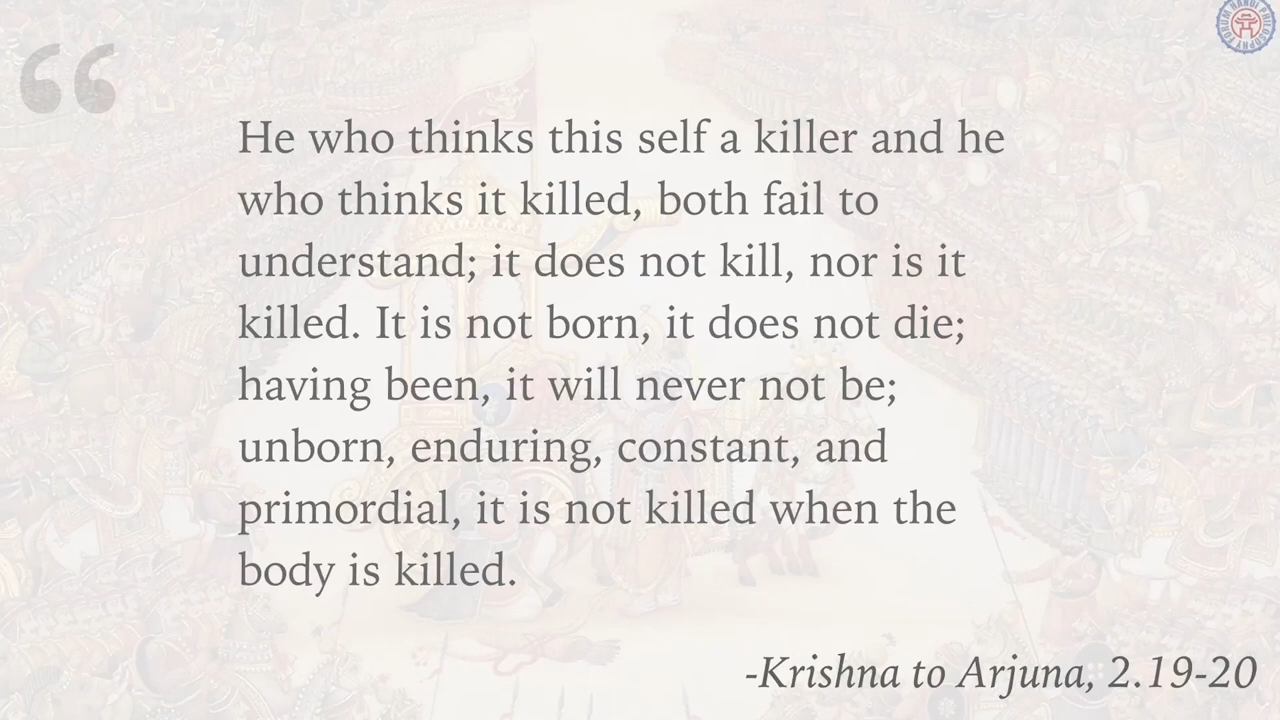 “
He who thinks this self a killer and he
who thinks it killed, both fail to
understand; it does not kill, nor is it
killed. It is not born, it does not die;
having been, it will never not be;
unborn, enduring, constant, and
primordial, it is not killed when the
body is killed.
-Krishna to Arjuna, 2.19-20
HANOI PHILOSOPHY FORUM